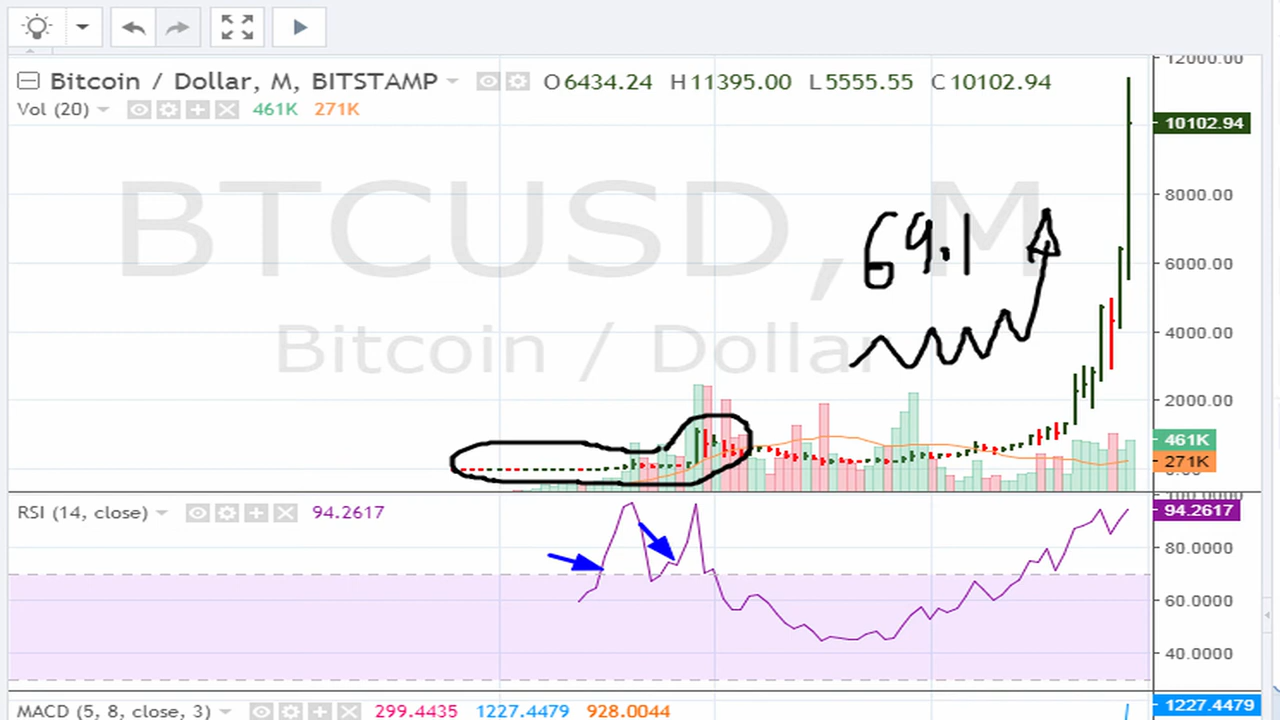 Bitcoin / Dollar, M, BITSTAMP O6434.24 H11395.00 L5555.55 C10102.94
Vol (20) 461K 271K
BTCUSD, M
Bitcoin / Dollar
69.1
12000.00
10102.94
8000.00
6000.00
4000.00
2000.00
461K
271K
RSI (14, close) 94.2617
100.0000
94.2617
80.0000
60.0000
40.0000
MACD (5, 8, close, 3) 299.4435 1227.4479 928.0044
1227.4479